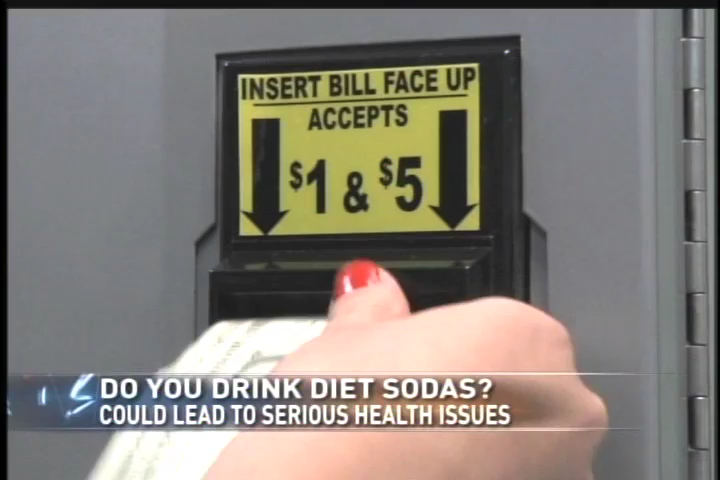 INSERT BILL FACE UP
ACCEPTS
$1 & $5
DO YOU DRINK DIET SODAS?
COULD LEAD TO SERIOUS HEALTH ISSUES